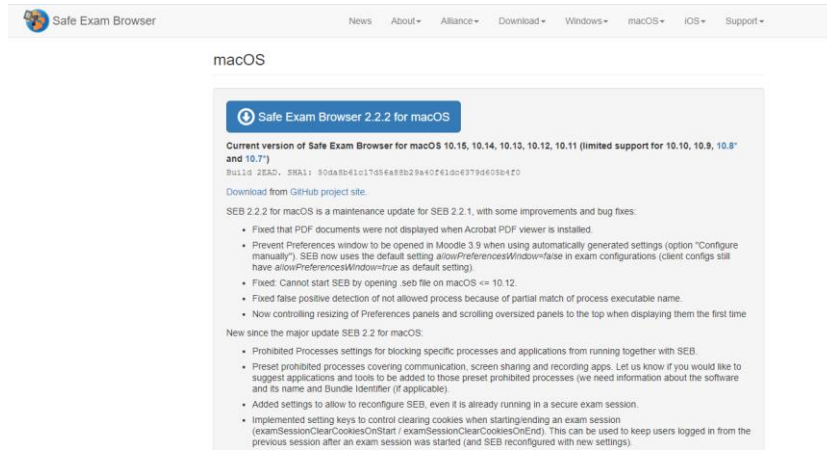 Safe Exam Browser
News About Alliance Download Windows macOS iOS Support
macOS
Safe Exam Browser 2.2.2 for macOS
Current version of Safe Exam Browser for macOS 10.15, 10.14, 10.13, 10.12, 10.11 (limited support for 10.10, 10.9, 10.8*
and 10.7*)
Build 2EAD. SHA1:
Download from GitHub project site.
SEB 2.2.2 for macOS is a maintenance update for SEB 2.2.1, with some improvements and bug fixes:
• Fixed that PDF documents were not displayed when Acrobat PDF viewer is installed.
• Prevent Preferences window to be opened in Moodle 3.9 when using automatically generated settings (option "Configure
manually"). SEB now uses the default setting allowPreferencesWindow=false in exam configurations (client configs still
have allowPreferencesWindow=true as default setting).
• Fixed: Cannot start SEB by opening .seb file on macOS <= 10.12.
• Fixed false positive detection of not allowed process because of partial match of process executable name.
• Now controlling resizing of Preferences panels and scrolling oversized panels to the top when displaying them the first time
New since the major update SEB 2.2 for macOS:
• Prohibited Processes settings for blocking specific processes and applications from running together with SEB.
• Preset prohibited processes covering communication, screen sharing and recording apps. Let us know if you would like to
suggest applications and tools to be added to those preset prohibited processes (we need information about the software
and its name and Bundle Identifier (if applicable).
• Added settings to allow to reconfigure SEB, even it is already running in a secure exam session.
• Implemented setting keys to control clearing cookies when starting/ending an exam session
(examSessionClearCookiesOnStart / examSessionClearCookiesOnEnd). This can be used to keep users logged in from the
previous session after an exam session was started (and SEB reconfigured with new settings).